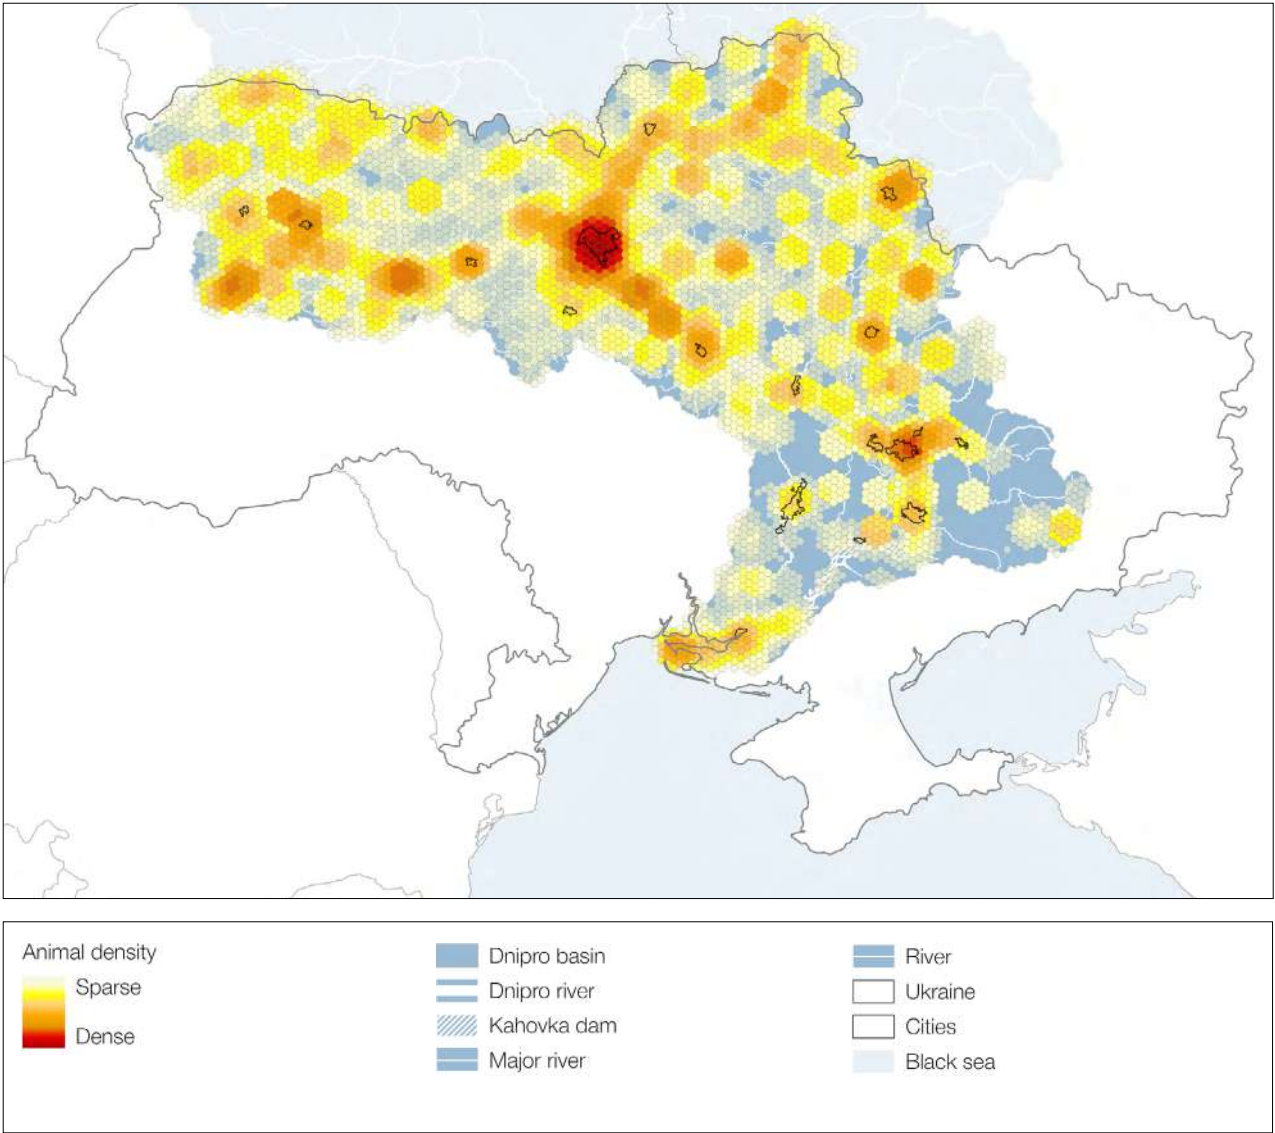 Animal density
Sparse
Dense
Dnipro basin
Dnipro river
Kahovka dam
Major river
River
Ukraine
Cities
Black sea